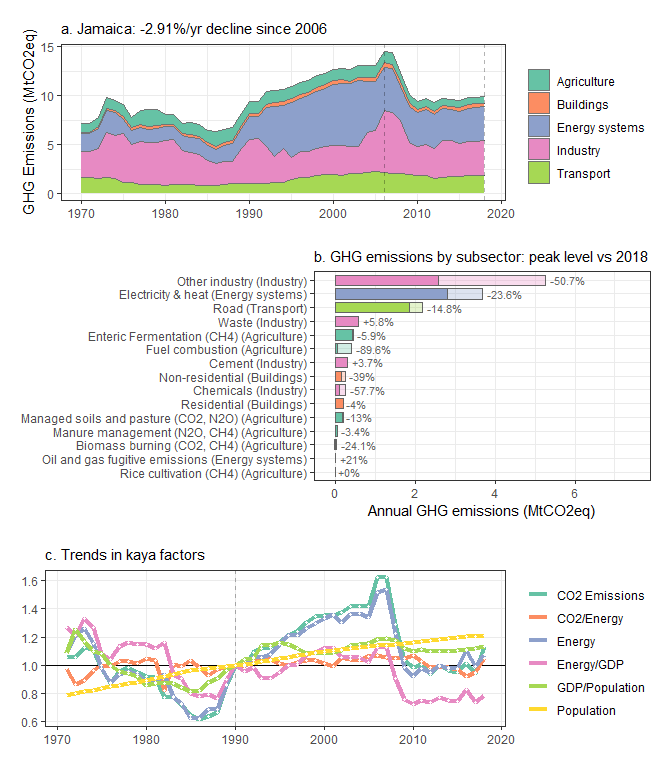 a. Jamaica: -2.91%/yr decline since 2006
GHG Emissions (MtCO2eq)
15
10
5
0
1970 1980 1990 2000 2010 2020
Agriculture
Buildings
Energy systems
Industry
Transport
b. GHG emissions by subsector: peak level vs 2018
Other industry (Industry) -50.7%
Electricity & heat (Energy systems) -23.6%
Road (Transport) -14.8%
Waste (Industry) +5.8%
Enteric Fermentation (CH4) (Agriculture) -5.9%
Fuel combustion (Agriculture) -89.6%
Cement (Industry) +3.7%
Non-residential (Buildings) -39%
Chemicals (Industry) -57.7%
Residential (Buildings) -4%
Managed soils and pasture (CO2, N2O) (Agriculture) -13%
Manure management (N2O, CH4) (Agriculture) -3.4%
Biomass burning (CO2, CH4) (Agriculture) -24.1%
Oil and gas fugitive emissions (Energy systems) +21%
Rice cultivation (CH4) (Agriculture) +0%
0 2 4 6
Annual GHG emissions (MtCO2eq)
c. Trends in kaya factors
1.6
1.4
1.2
1.0
0.8
0.6
1970 1980 1990 2000 2010 2020
CO2 Emissions
CO2/Energy
Energy
Energy/GDP
GDP/Population
Population